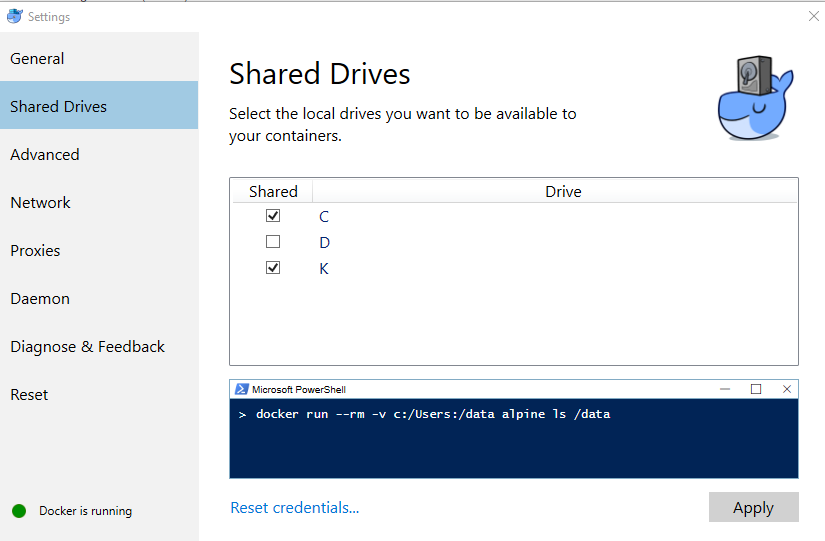 Settings
General
Shared Drives
Advanced
Network
Proxies
Daemon
Diagnose & Feedback
Reset
Docker is running
Shared Drives
Select the local drives you want to be available to
your containers.
Shared Drive
C
D
K
Microsoft PowerShell
> docker run --rm -v c:/Users:/data alpine ls /data
Reset credentials...
Apply